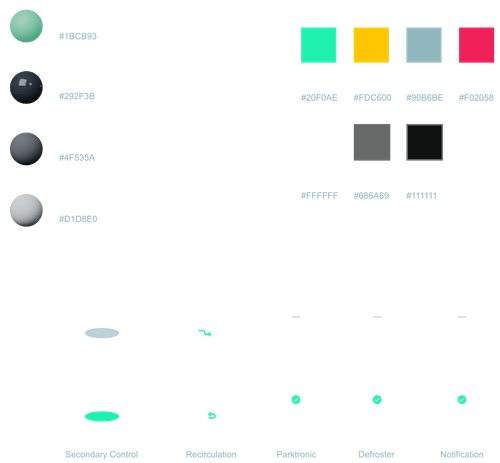 #1BCB93
#292F3B
#4F535A
#D1D8E0
#20F0AE
#FDC600
#90B6BE
#F02058
#FFFFFF
#686A69
#111111
Secondary Control
Recirculation
Parktronic
Defroster
Notification